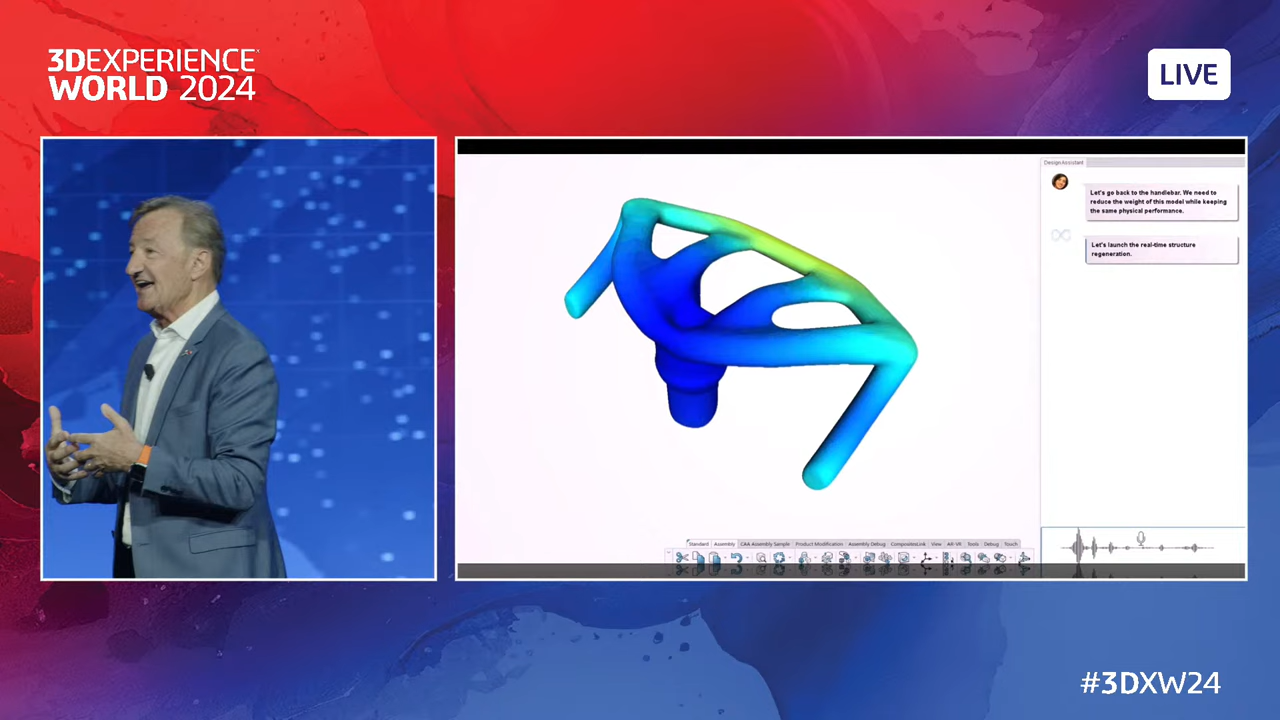 3DEXPERIENCE
WORLD 2024
LIVE
Design Assistant
Let's go back to the handlebar. We need to
reduce the weight of this model while keeping
the same physical performance.
Let's launch the real-time structure
regeneration.
Standard Assembly CAA Assembly Sample Product Modification Assembly Debug CompositesLink View AR-VR Tools Debug Touch
#3DXW24